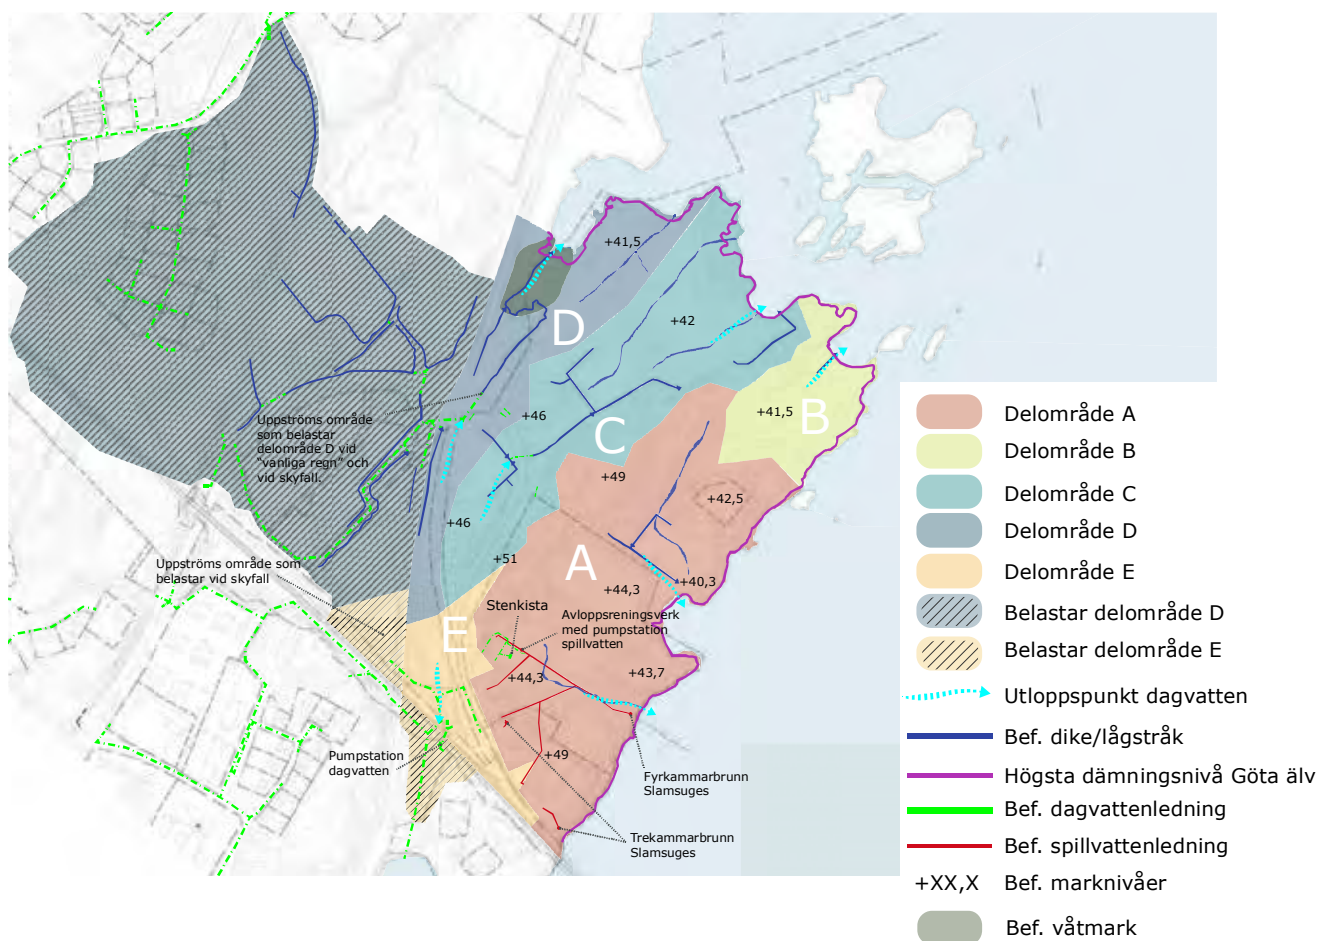 +41,5
D
+42
+46
Uppströms område
som belastar
delområde D vid
"vanliga regn" och
vid skyfall.
+41,5
B
C
+49
+42,5
+46
+51
A
Uppströms område som
belastar vid skyfall
+44,3
+40,3
Stenkista
Avloppsreningsverk
med pumpstation
spillvatten
E
+44,3
+43,7
Pumpstation
dagvatten
+49
Fyrkammarbrunn
Slamsuges
Trekammarbrunn
Slamsuges
Delområde A
Delområde B
Delområde C
Delområde D
Delområde E
Belastar delområde D
Belastar delområde E
Utloppspunkt dagvatten
Bef. dike/lågstråk
Högsta dämningsnivå Göta älv
Bef. dagvattenledning
Bef. spillvattenledning
+XX,X Bef. marknivåer
Bef. våtmark